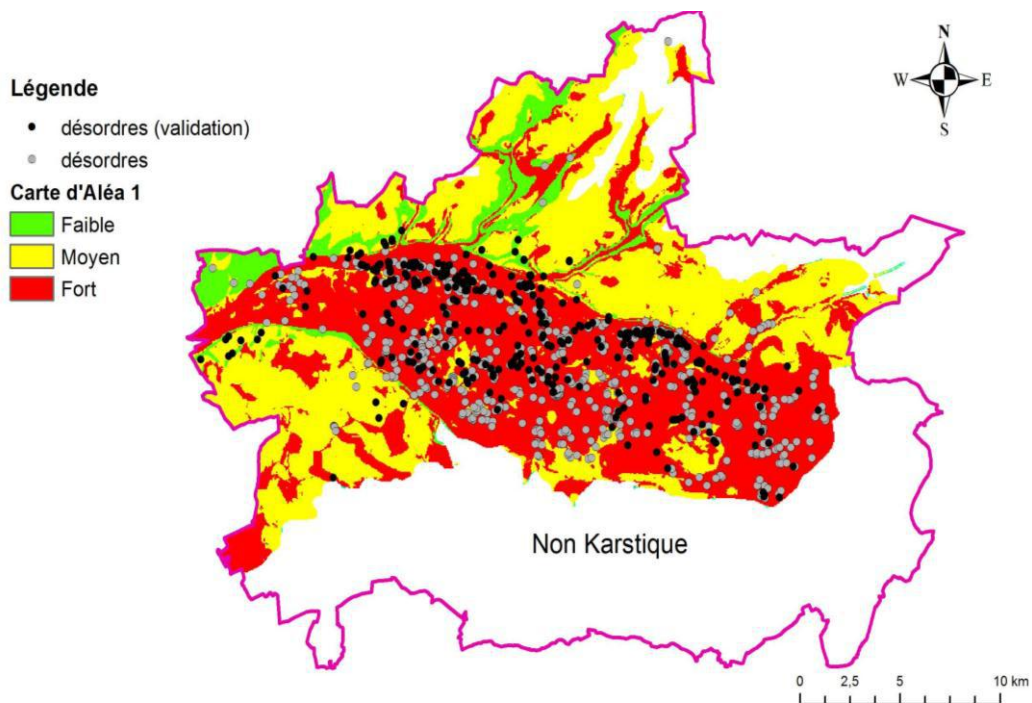 Légende
désordres (validation)
désordres
Carte d'Aléa 1
Faible
Moyen
Fort
N
W E
S
Non Karstique
0 2,5 5 10 km